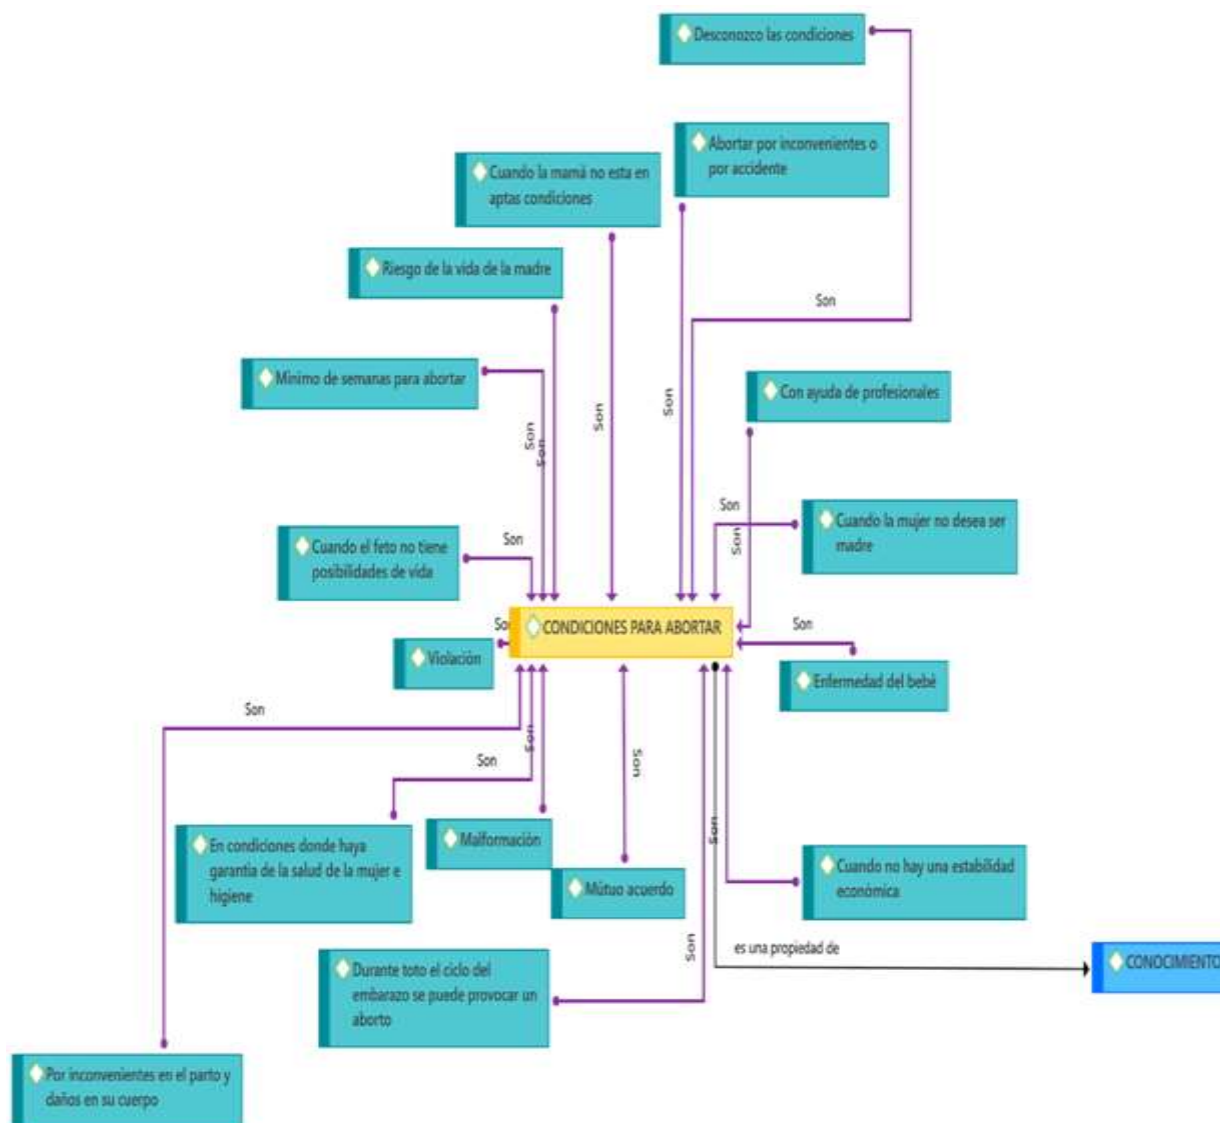 Desconozco las condiciones
Abortar por inconvenientes o
por accidente
Cuando la mamá no esta en
aptas condiciones
Riesgo de la vida de la madre
Son
Minimo de semanas para abortar
Con ayuda de profesionales
Son
Son
Son
Son
Son
Cuando la mujer no desea ser
madre
Son
Cuando el feto no tiene
posibilidades de vida
Son
CONDICIONES PARA ABORTAR
Son
Violación
Enfermedad del bebé
Son
Son
Son
Son
Malformación
En condiciones donde haya
garantia de la salud de la mujer e
higiene
Son
Mútuo acuerdo
Cuando no hay una estabilidad
económica
Son
es una propiedad de
CONOCIMIENTO
Durante toto el ciclo del
embarazo se puede provocar un
aborto
Por inconvenientes en el parto y
daños en su cuerpo